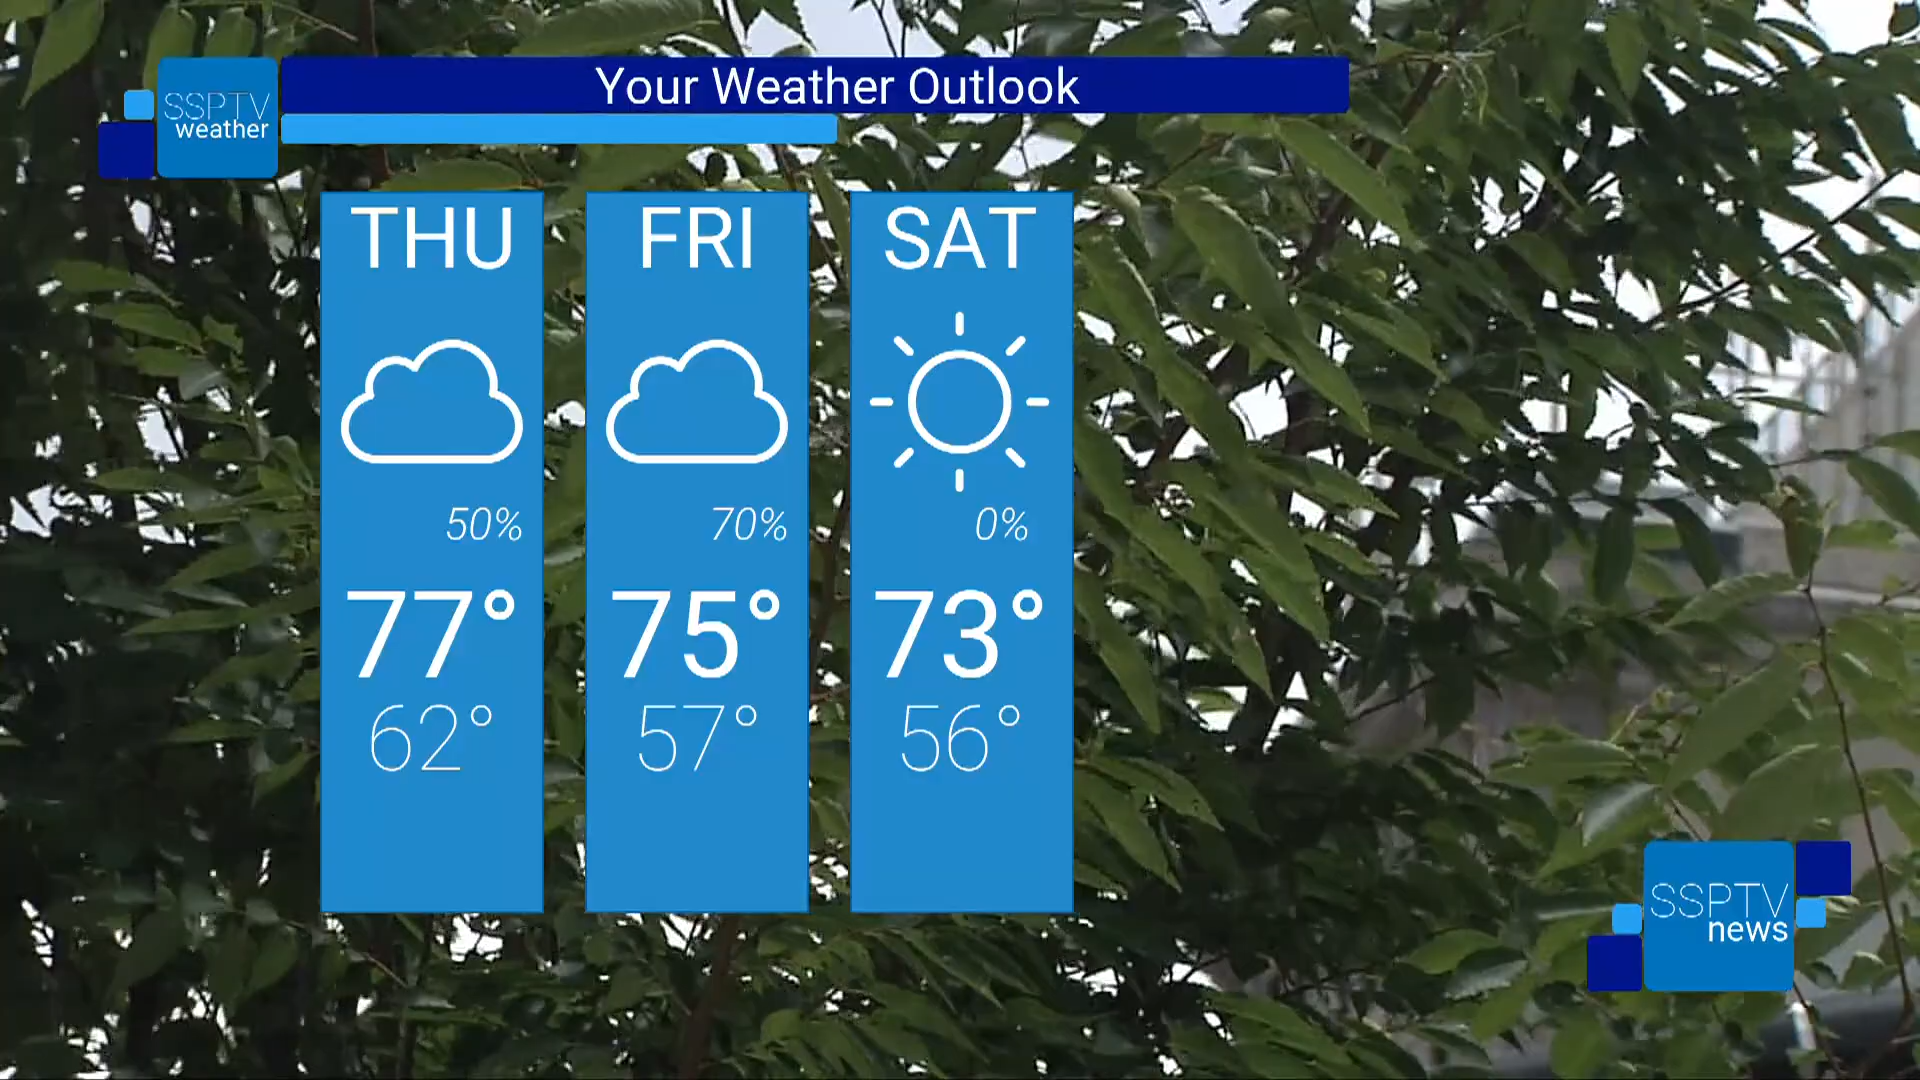 Your Weather Outlook
SSPTV
weather
THU
FRI
SAT
50%
70%
0%
77°
75°
73°
62°
57°
56°
SSPTV
news